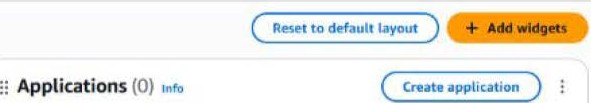 Reset to default layout + Add widgets
Applications (0) Info Create application